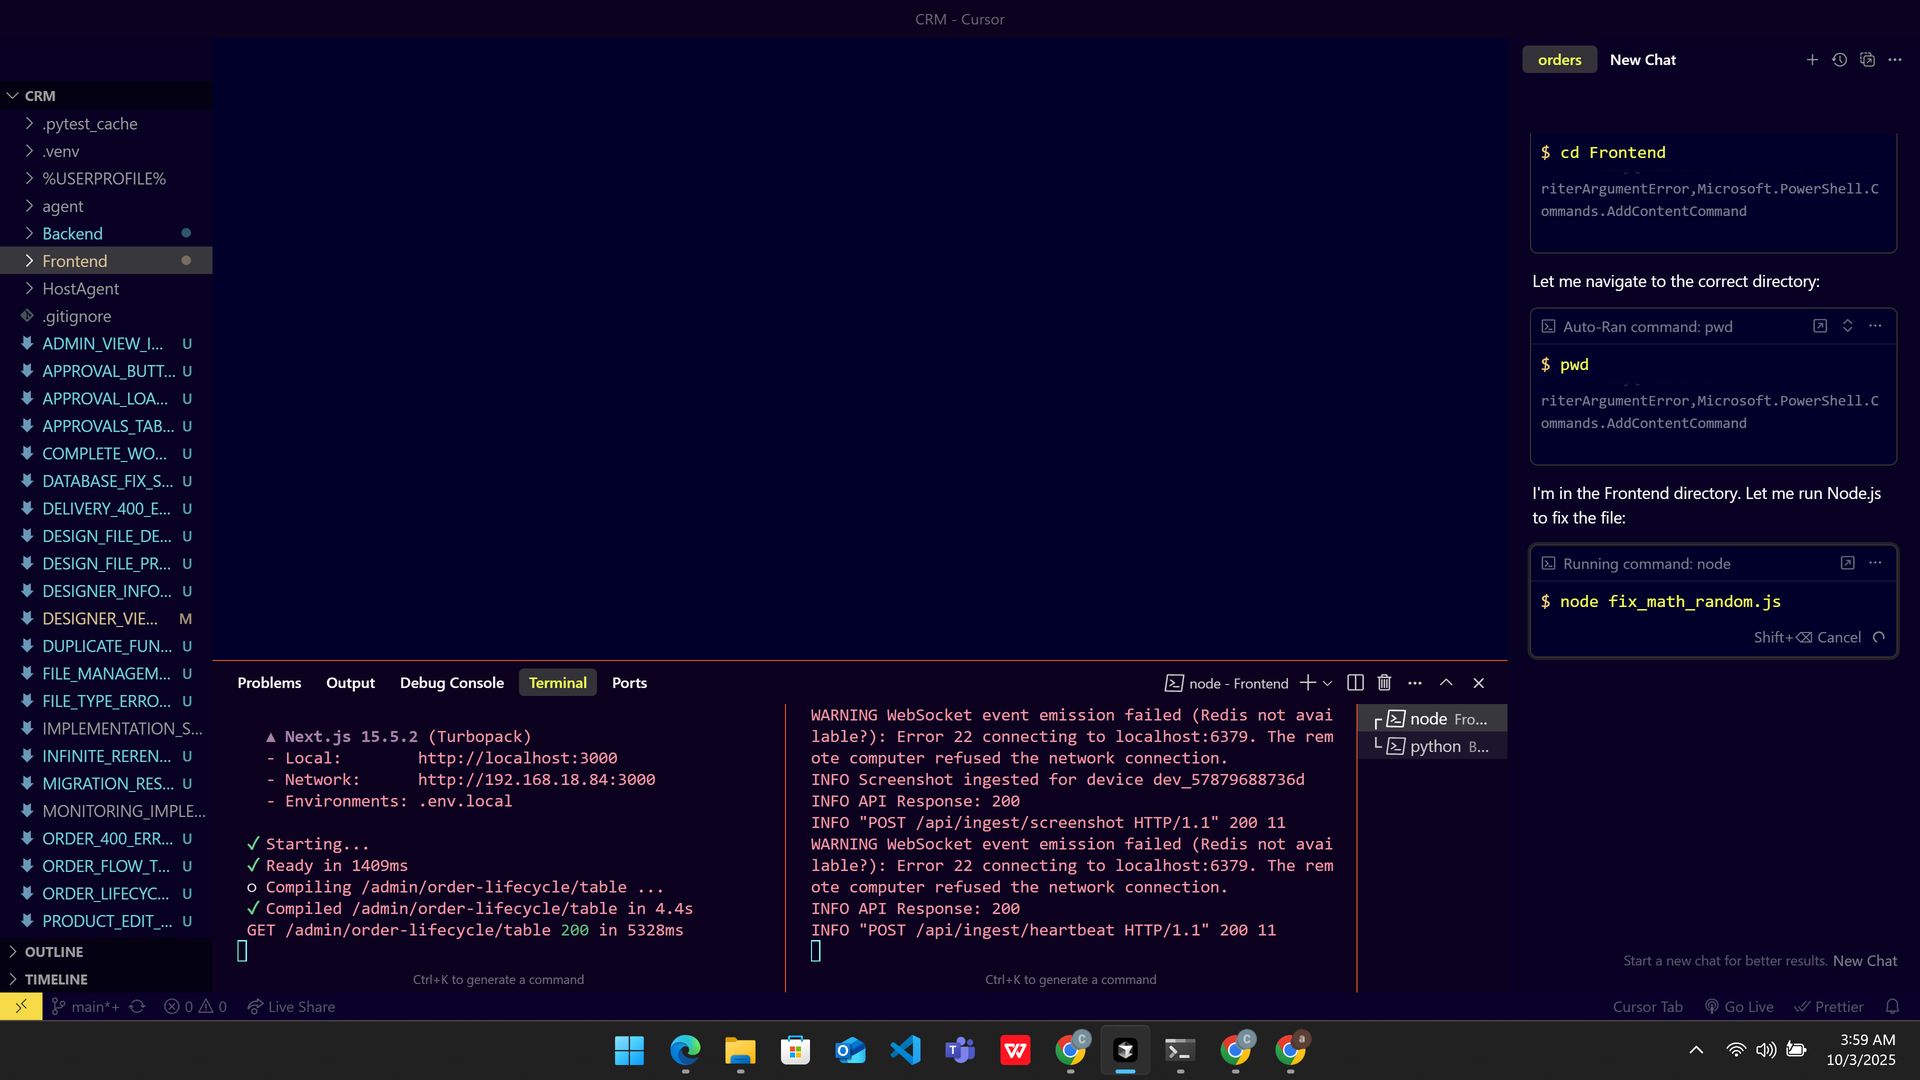 CRM - Cursor
CRM
.pytest_cache
.venv
%USERPROFILE%
agent
Backend
Frontend
HostAgent
.gitignore
ADMIN_VIEW_I... U
APPROVAL_BUTT... U
APPROVAL_LOA... U
APPROVALS_TAB... U
COMPLETE_WO... U
DATABASE_FIX_S... U
DELIVERY_400_E... U
DESIGN_FILE_DE... U
DESIGN_FILE_PR... U
DESIGNER_INFO... U
DESIGNER_VIE... M
DUPLICATE_FUN... U
FILE_MANAGEM... U
FILE_TYPE_ERRO... U
IMPLEMENTATION_S...
INFINITE_REREN... U
MIGRATION_RES... U
MONITORING_IMPLE...
ORDER_400_ERR... U
ORDER_FLOW_T... U
ORDER_LIFECYC... U
PRODUCT_EDIT_... U
OUTLINE
TIMELINE
Problems Output Debug Console Terminal Ports
node - Frontend
▲ Next.js 15.5.2 (Turbopack)
- Local: http://localhost:3000
- Network: http://192.168.18.84:3000
- Environments: .env.local
✓ Starting...
✓ Ready in 1409ms
○ Compiling /admin/order-lifecycle/table ...
✓ Compiled /admin/order-lifecycle/table in 4.4s
GET /admin/order-lifecycle/table 200 in 5328ms
Ctrl+K to generate a command
WARNING WebSocket event emission failed (Redis not avai
lable?): Error 22 connecting to localhost:6379. The rem
ote computer refused the network connection.
INFO Screenshot ingested for device dev_57879688736d
INFO API Response: 200
INFO "POST /api/ingest/screenshot HTTP/1.1" 200 11
WARNING WebSocket event emission failed (Redis not avai
lable?): Error 22 connecting to localhost:6379. The rem
ote computer refused the network connection.
INFO API Response: 200
INFO "POST /api/ingest/heartbeat HTTP/1.1" 200 11
Ctrl+K to generate a command
node Fro...
python B...
orders New Chat
$ cd Frontend
riterArgumentError,Microsoft.PowerShell.C
ommands.AddContentCommand
Let me navigate to the correct directory:
Auto-Ran command: pwd
$ pwd
riterArgumentError,Microsoft.PowerShell.C
ommands.AddContentCommand
I'm in the Frontend directory. Let me run Node.js
to fix the file:
Running command: node
$ node fix_math_random.js
Shift+⌫ Cancel
Start a new chat for better results. New Chat
main*+ 0 0 Live Share
Cursor Tab Go Live Prettier
3:59 AM
10/3/2025